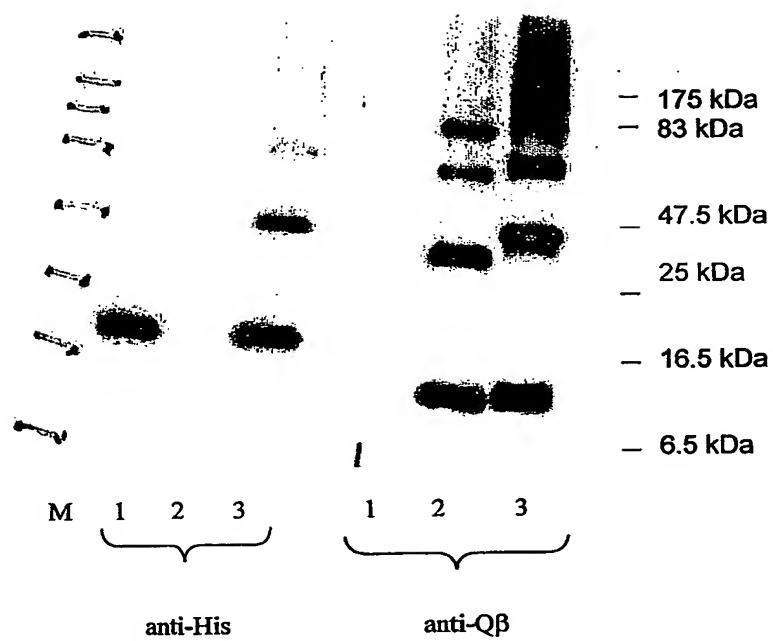 175 kDa
83 kDa
47.5 kDa
25 kDa
16.5 kDa
6.5 kDa
M 1 2 3 1 2 3
anti-His anti-Qβ